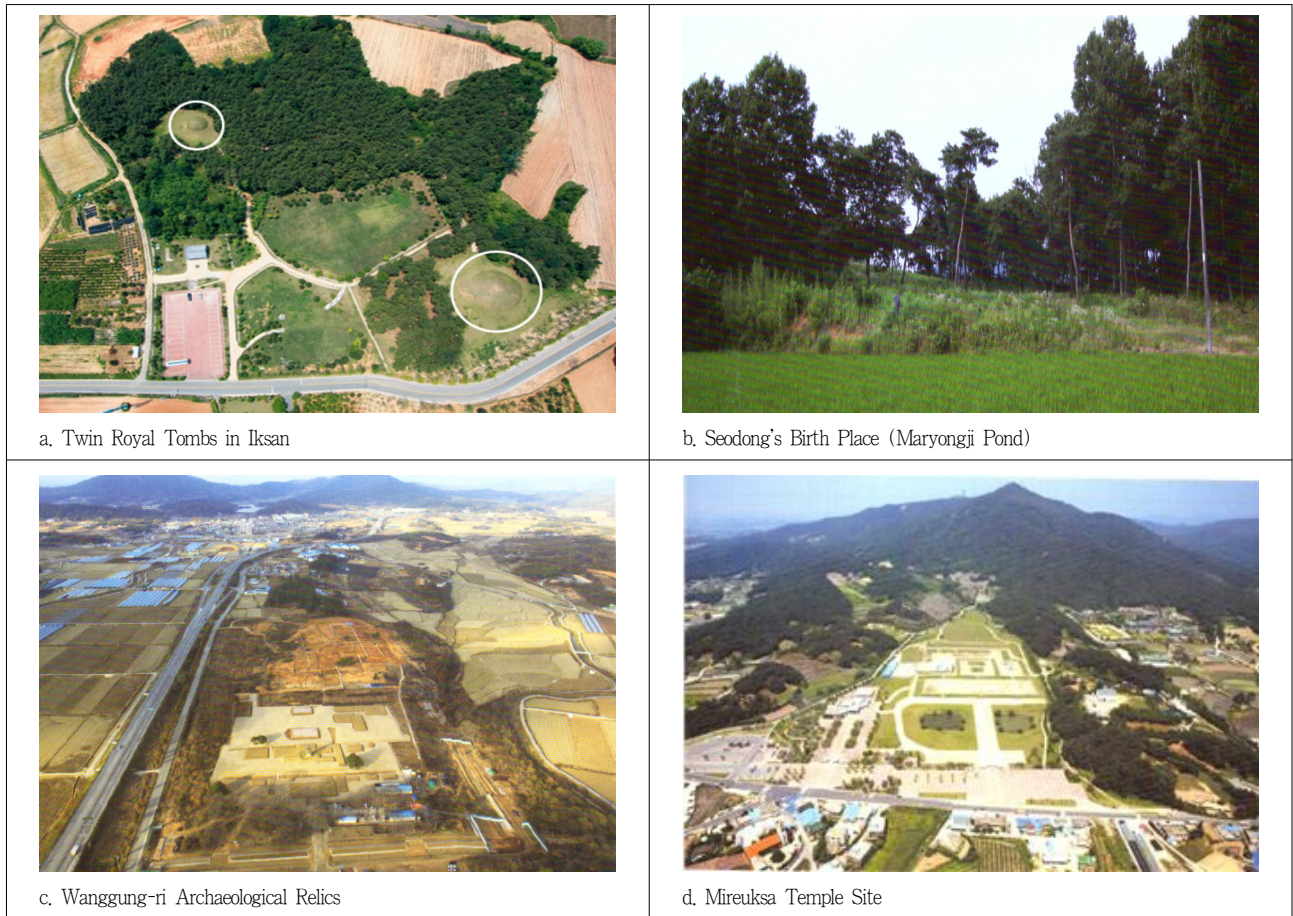 a. Twin Royal Tombs in Iksan
b. Seodong's Birth Place (Maryongji Pond)
c. Wanggung-ri Archaeological Relics
d. Mireuksa Temple Site